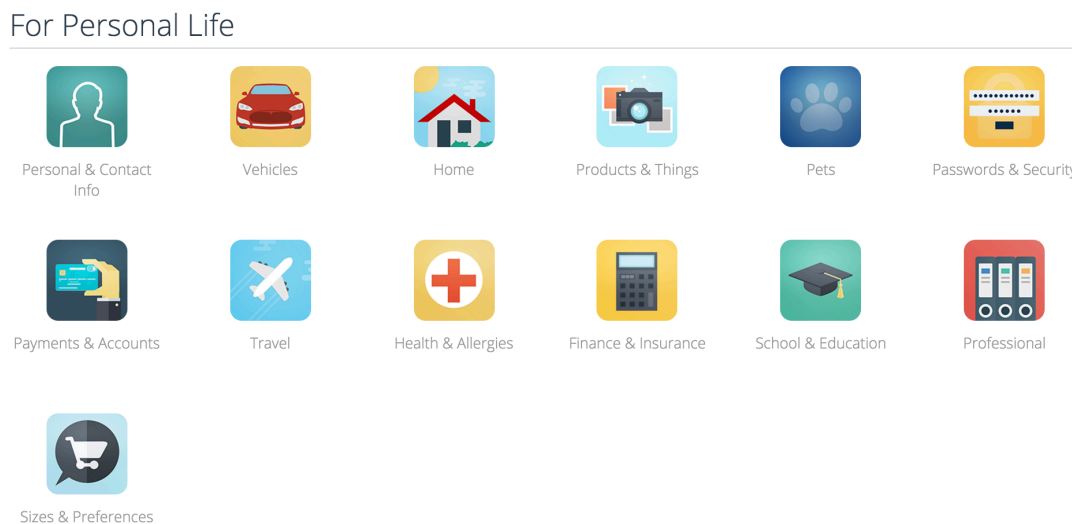 For Personal Life
Personal & Contact
Info
Vehicles
Home
Products & Things
Pets
Passwords & Security
Payments & Accounts
Travel
Health & Allergies
Finance & Insurance
School & Education
Professional
Sizes & Preferences